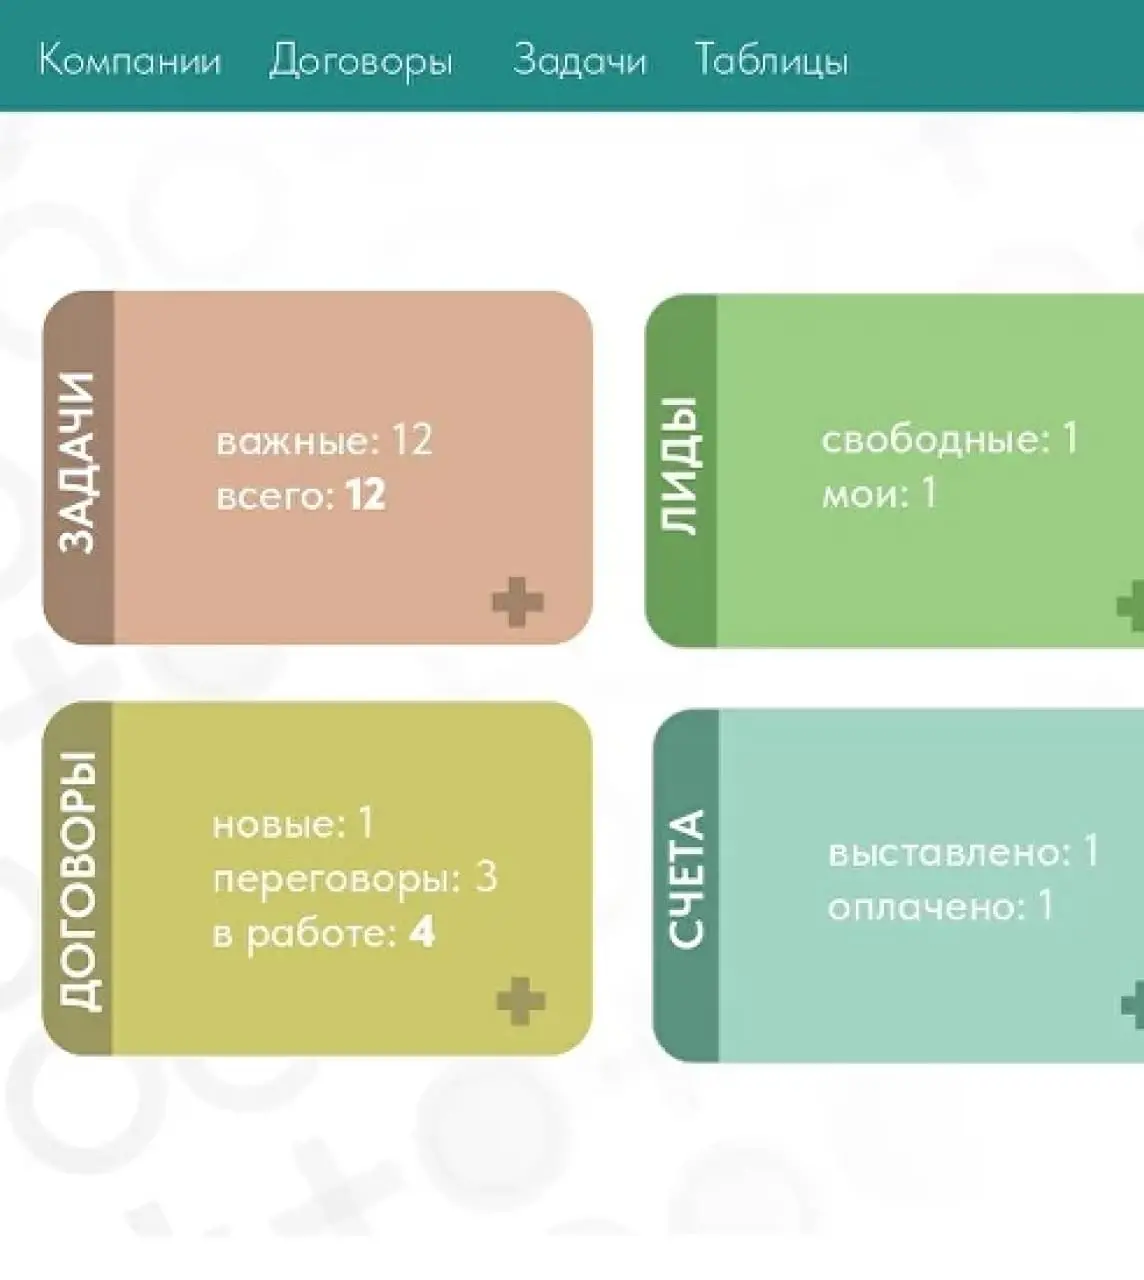 Компании Договоры Задачи Таблицы
ЗАДАЧИ
важные: 12
всего: 12
ЛИДЫ
свободные: 1
мои: 1
ДОГОВОРЫ
новые: 1
переговоры: 3
в работе: 4
СЧЕТА
выставлено: 1
оплачено: 1